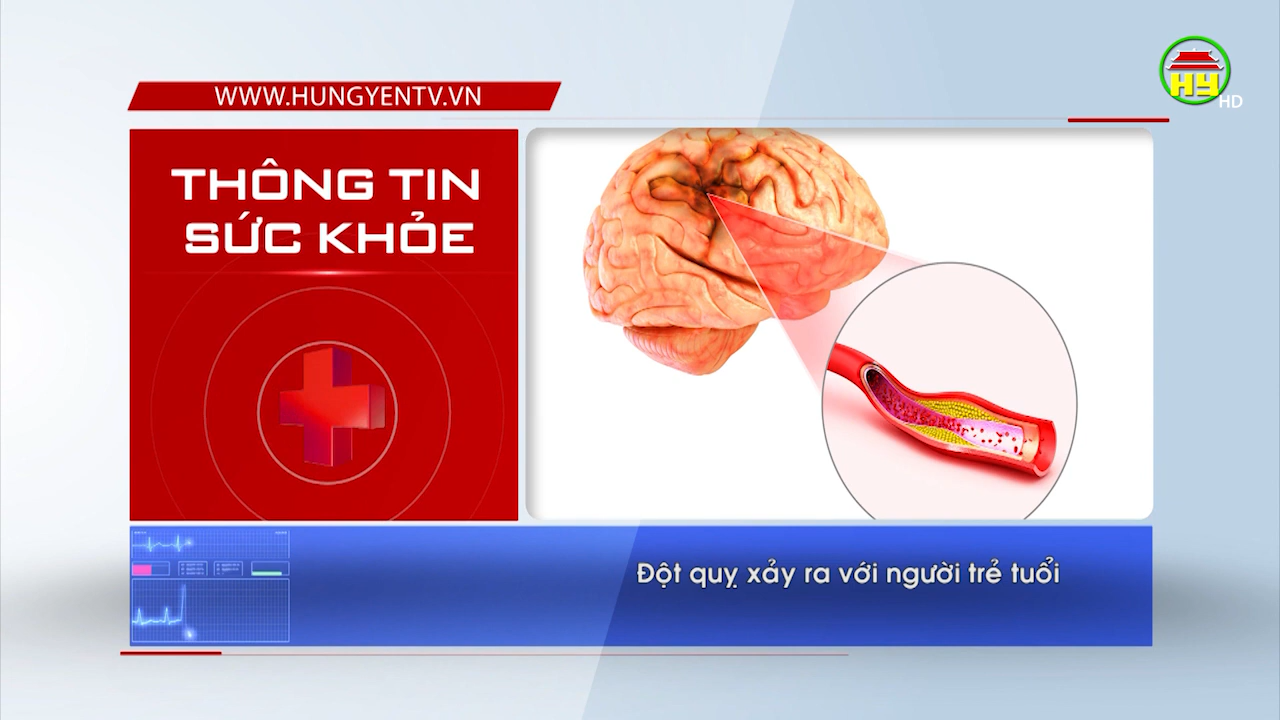 WWW.HUNGYENTV.VN
HY
HD
THÔNG TIN
SỨC KHỎE
Đột quỵ xảy ra với người trẻ tuổi